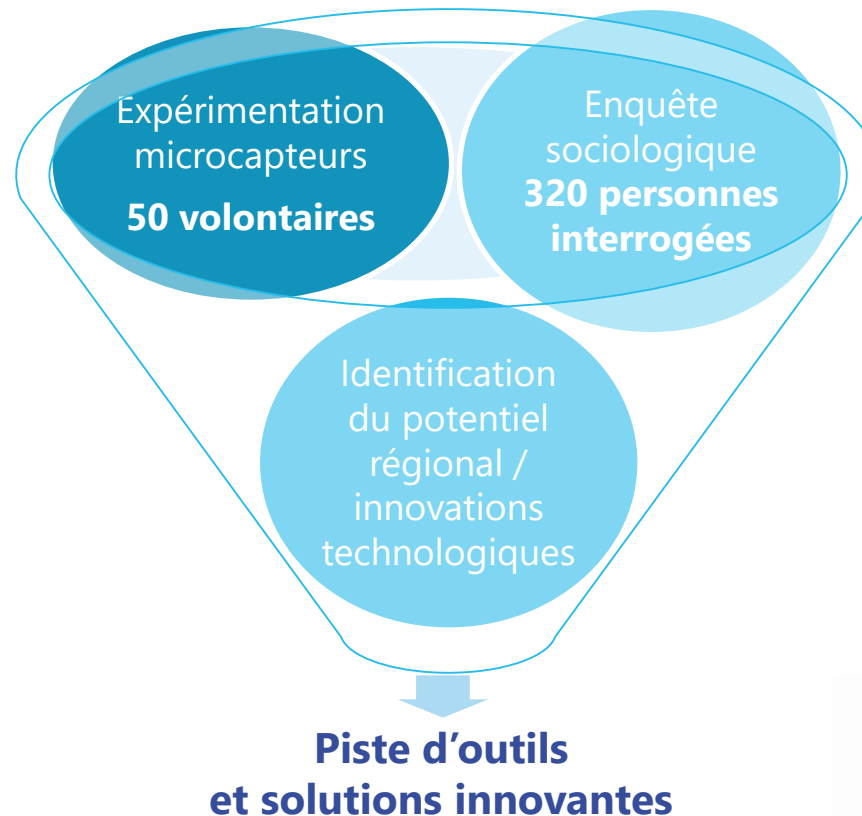 Expérimentation
microcapteurs
50 volontaires
Enquête
sociologique
320 personnes
interrogées
Identification
du potentiel
régional /
innovations
technologiques
Piste d’outils
et solutions innovantes